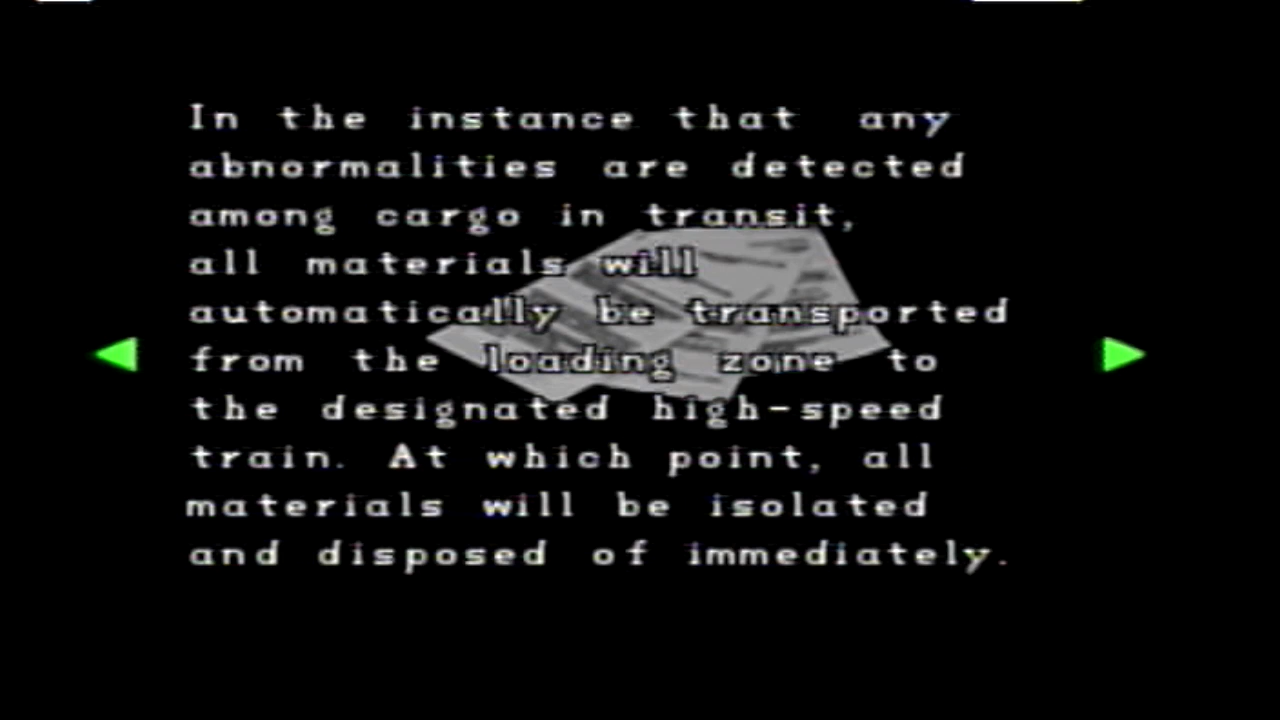 In the instance that any
abnormalities are detected
among cargo in transit,
all materials will
automatically be transported
from the loading zone to
the designated high-speed
train. At which point, all
materials will be isolated
and disposed of immediately.